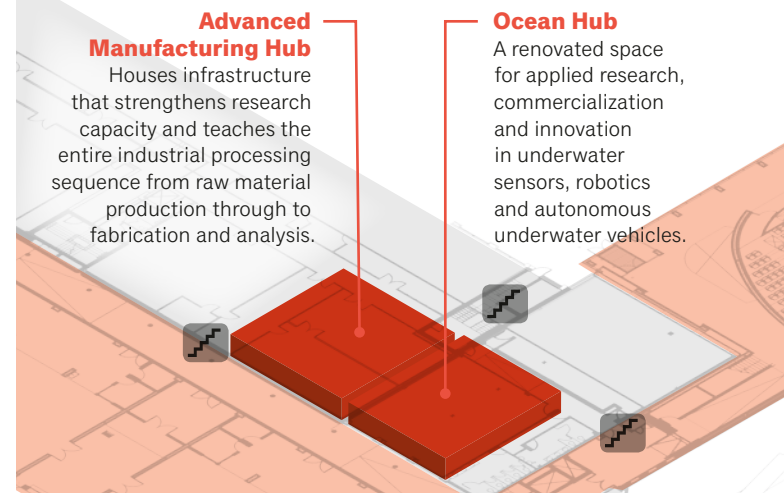 Advanced
Manufacturing Hub
Houses infrastructure
that strengthens research
capacity and teaches the
entire industrial processing
sequence from raw material
production through to
fabrication and analysis.
Ocean Hub
A renovated space
for applied research,
commercialization
and innovation
in underwater
sensors, robotics
and autonomous
underwater vehicles.